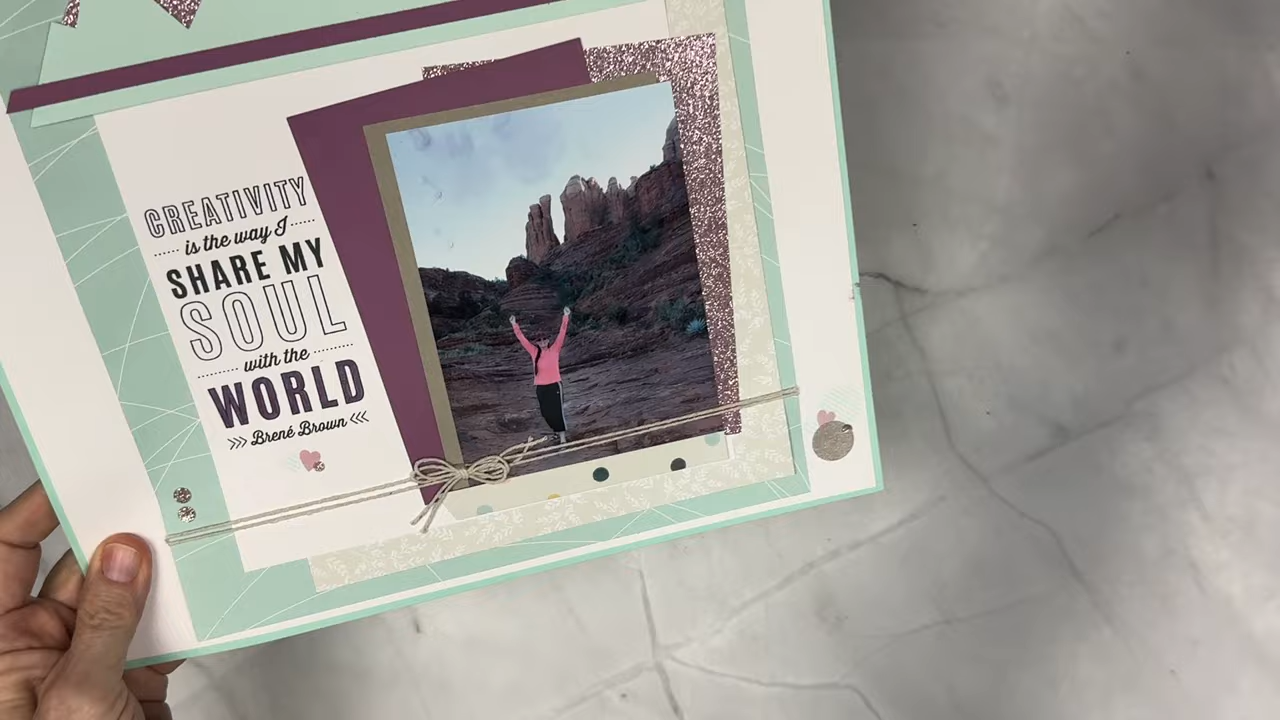 CREATIVITY
is the way I
SHARE MY
SOUL
with the
WORLD
Brené Brown